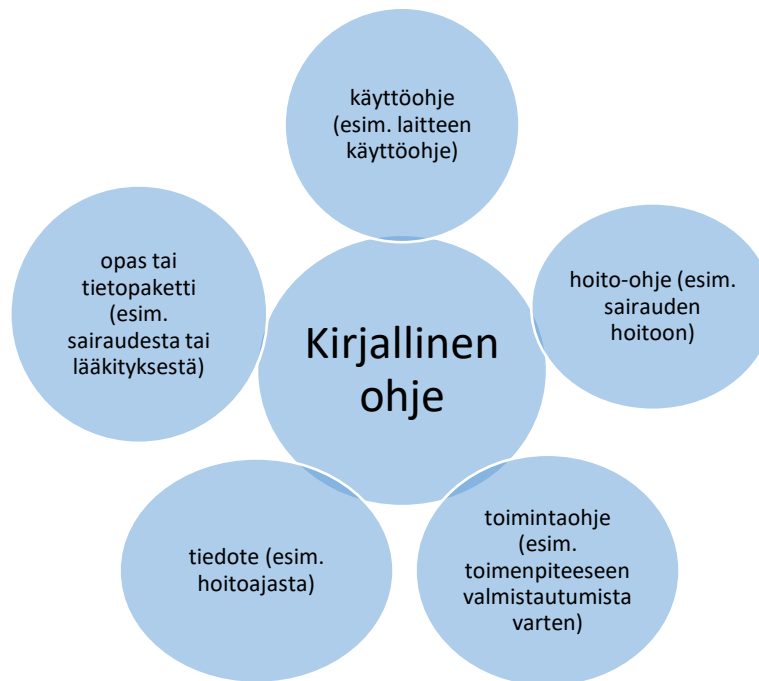 käyttöohje
(esim. laitteen
käyttöohje)
opas tai
tietopaketti
(esim.
sairaudesta tai
lääkityksestä)
hoito-ohje (esim.
sairauden
hoitoon)
Kirjallinen
ohje
tiedote (esim.
hoitoajasta)
toimintaohje
(esim.
toimenpiteeseen
valmistautumista
varten)